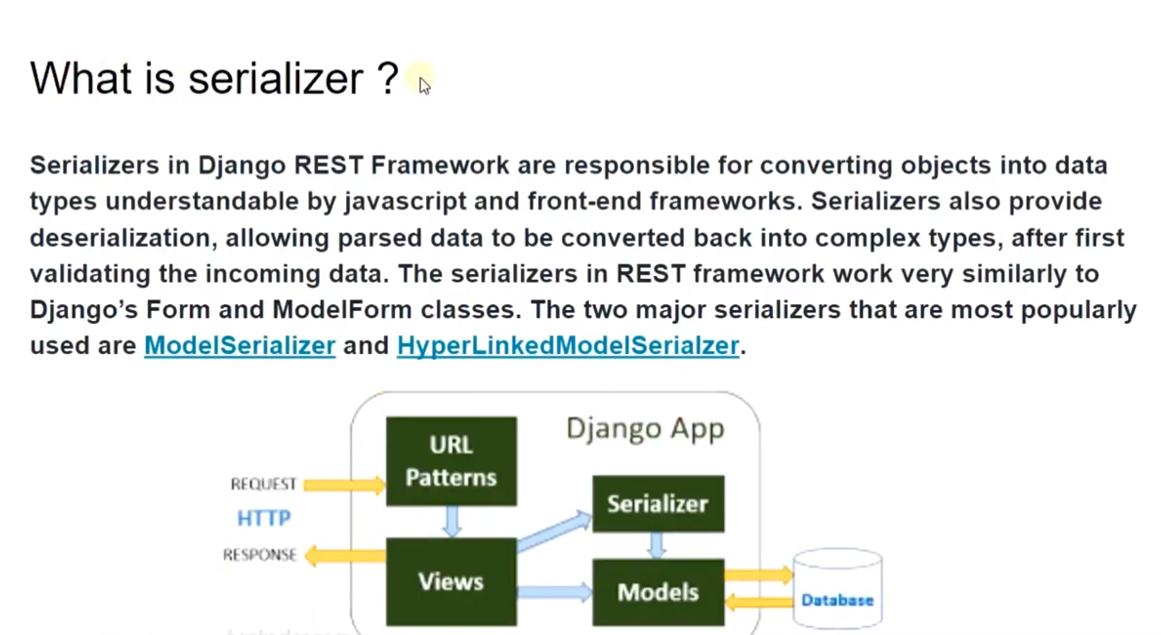 What is serializer ?
Serializers in Django REST Framework are responsible for converting objects into data
types understandable by javascript and front-end frameworks. Serializers also provide
deserialization, allowing parsed data to be converted back into complex types, after first
validating the incoming data. The serializers in REST framework work very similarly to
Django’s Form and ModelForm classes. The two major serializers that are most popularly
used are ModelSerializer and HyperLinkedModelSerialzer.
Django App
URL
Patterns
REQUEST
Serializer
HTTP
RESPONSE
Views
Models
Database